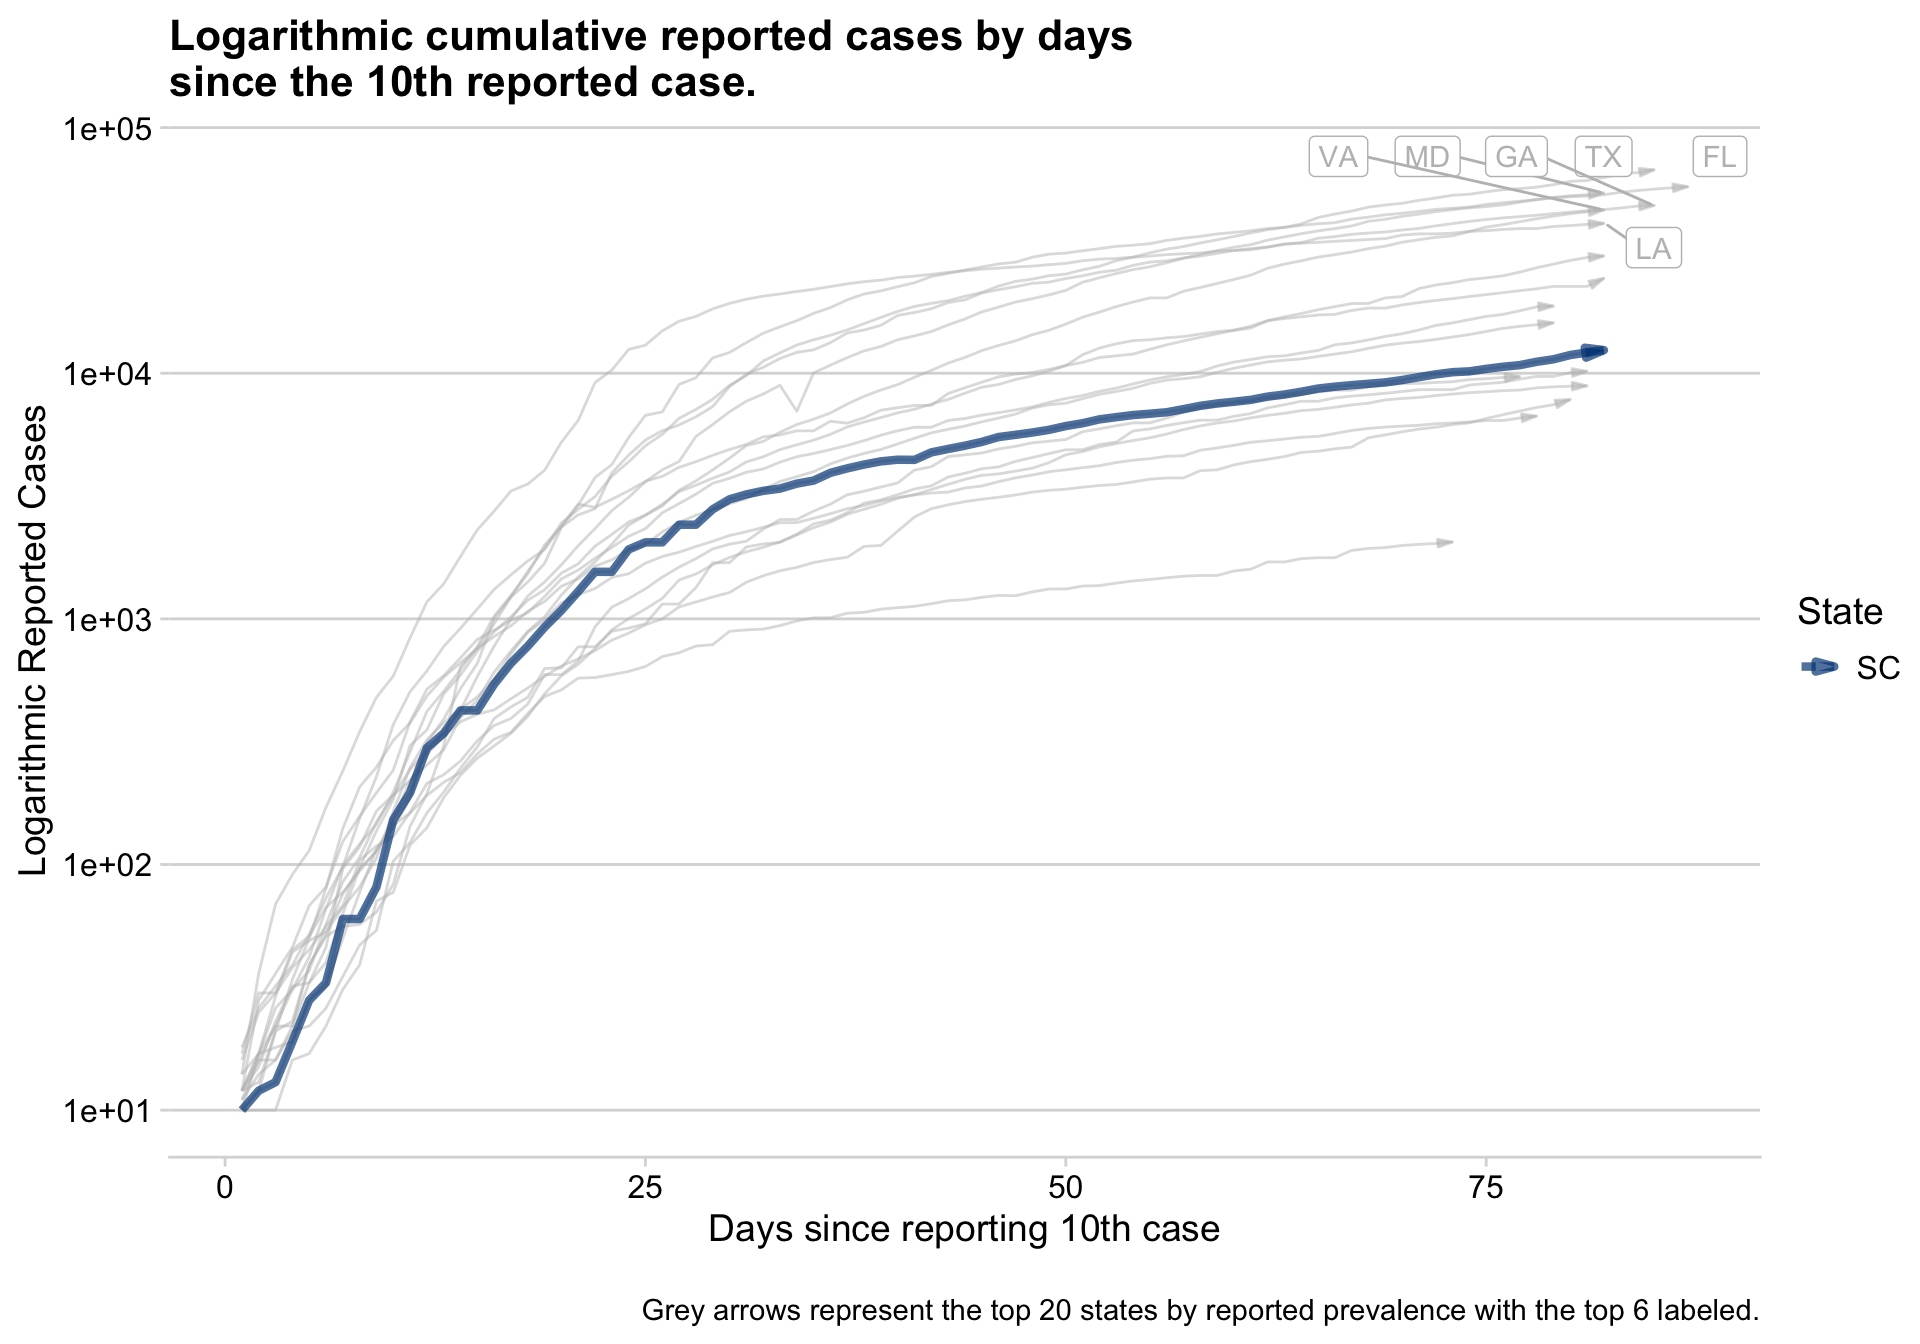 Logarithmic cumulative reported cases by days
since the 10th reported case.
1e+05
VA
MD
GA
TX
FL
LA
1e+04
Logarithmic Reported Cases
1e+03
State
SC
1e+02
1e+01
0
25
50
75
Days since reporting 10th case
Grey arrows represent the top 20 states by reported prevalence with the top 6 labeled.